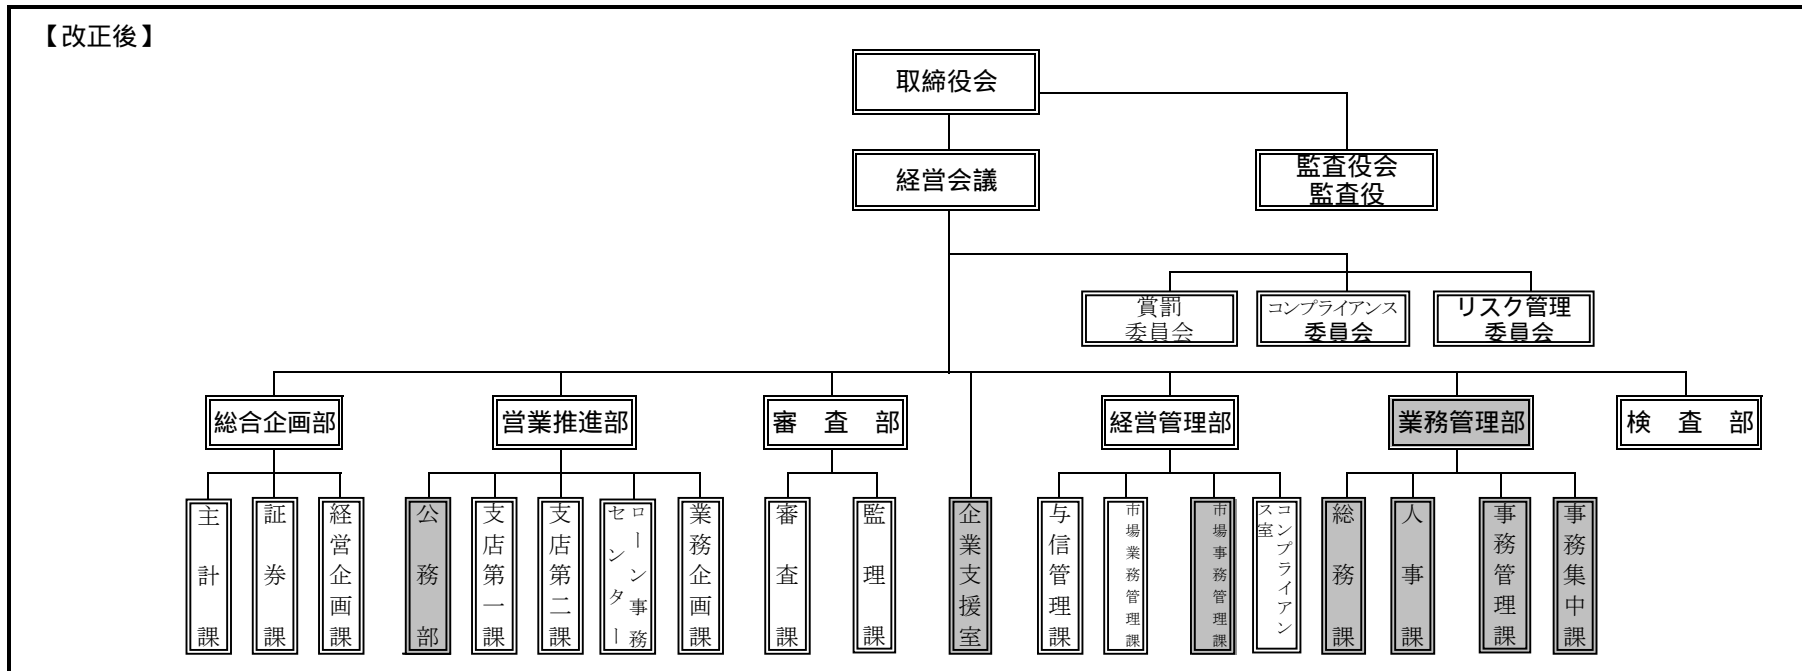 【改正後】
取締役会
経営会議
監査役会
監査役
賞罰
委員会
コンプライアンス
委員会
リスク管理
委員会
総合企画部
営業推進部
審　査　部
経営管理部
業務管理部
検　査　部
主計課
証券課
経営企画課
公務部
支店第一課
支店第二課
ローン事務
センター
業務企画課
審査課
監理課
企業支援室
与信管理課
市場業務管理課
市場事務管理課
コンプライアン
ス室
総務課
人事課
事務管理課
事務集中課